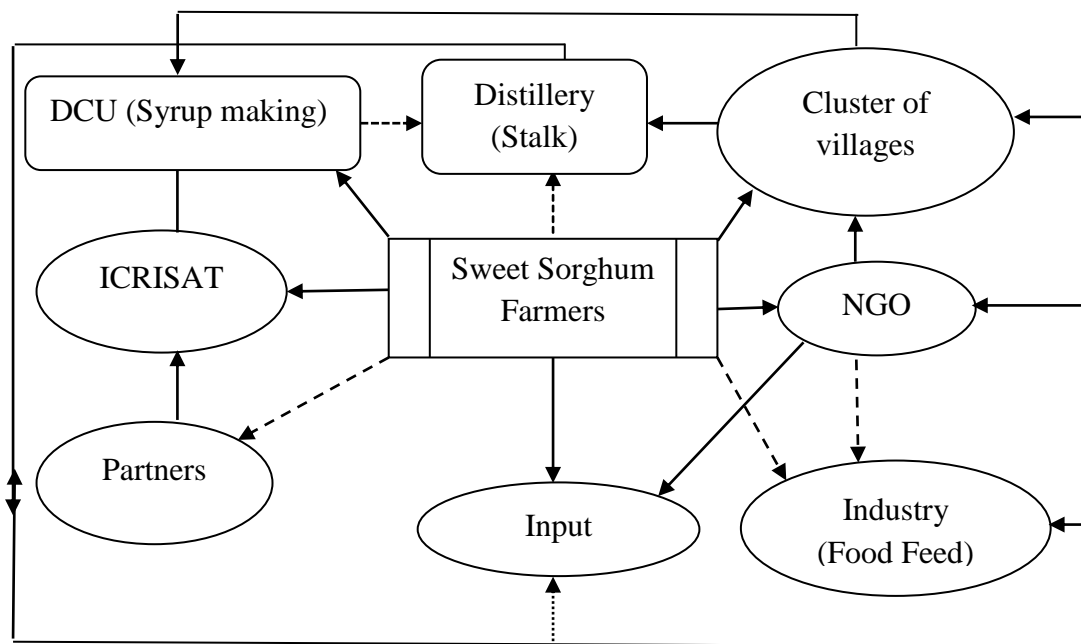 DCU (Syrup making)
Distillery
(Stalk)
Cluster of
villages
ICRISAT
Sweet Sorghum
Farmers
NGO
Partners
Input
Industry
(Food Feed)